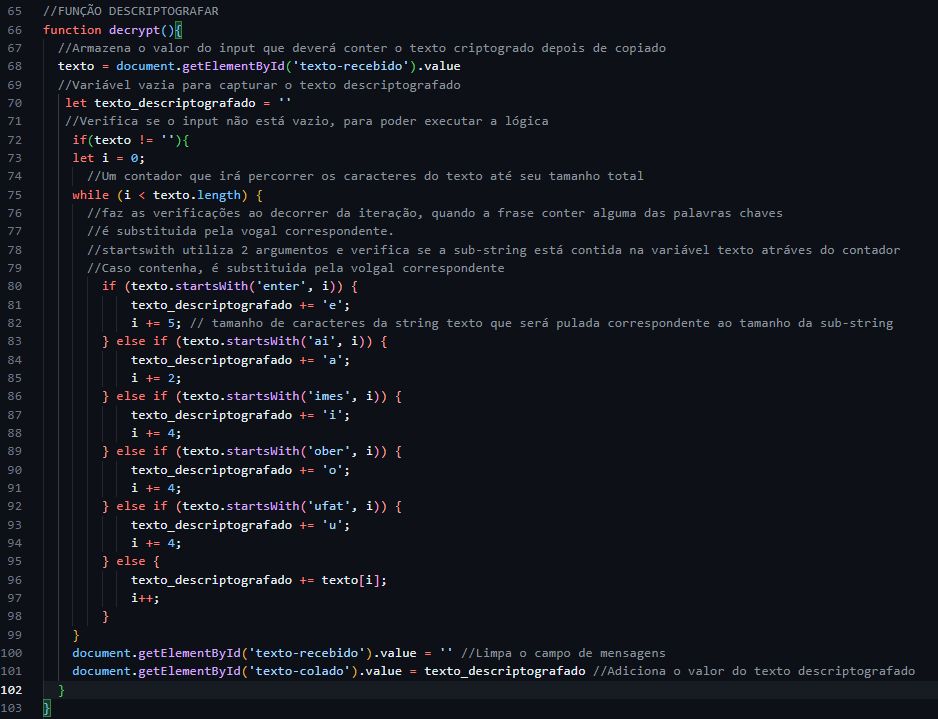 65 //FUNÇÃO DESCRIPTOGRAFAR
66 function decrypt(){
67 //Armazena o valor do input que deverá conter o texto criptogrado depois de copiado
68 texto = document.getElementById('texto-recebido').value
69 //Variável vazia para capturar o texto descriptografado
70 let texto_descriptografado = ''
71 //Verifica se o input não está vazio, para poder executar a lógica
72 if(texto != ''){
73 let i = 0;
74 //Um contador que irá percorrer os caracteres do texto até seu tamanho total
75 while (i < texto.length) {
76 //faz as verificações ao decorrer da iteração, quando a frase conter alguma das palavras chaves
77 //é substituida pela vogal correspondente.
78 //startswith utiliza 2 argumentos e verifica se a sub-string está contida na variável texto atráves do contador
79 //Caso contenha, é substituida pela volgal correspondente
80 if (texto.startsWith('enter', i)) {
81 texto_descriptografado += 'e';
82 i += 5; // tamanho de caracteres da string texto que será pulada correspondente ao tamanho da sub-string
83 } else if (texto.startsWith('ai', i)) {
84 texto_descriptografado += 'a';
85 i += 2;
86 } else if (texto.startsWith('imes', i)) {
87 texto_descriptografado += 'i';
88 i += 4;
89 } else if (texto.startsWith('ober', i)) {
90 texto_descriptografado += 'o';
91 i += 4;
92 } else if (texto.startsWith('ufat', i)) {
93 texto_descriptografado += 'u';
94 i += 4;
95 } else {
96 texto_descriptografado += texto[i];
97 i++;
98 }
99 }
100 document.getElementById('texto-recebido').value = '' //Limpa o campo de mensagens
101 document.getElementById('texto-colado').value = texto_descriptografado //Adiciona o valor do texto descriptografado
102 }
103 }